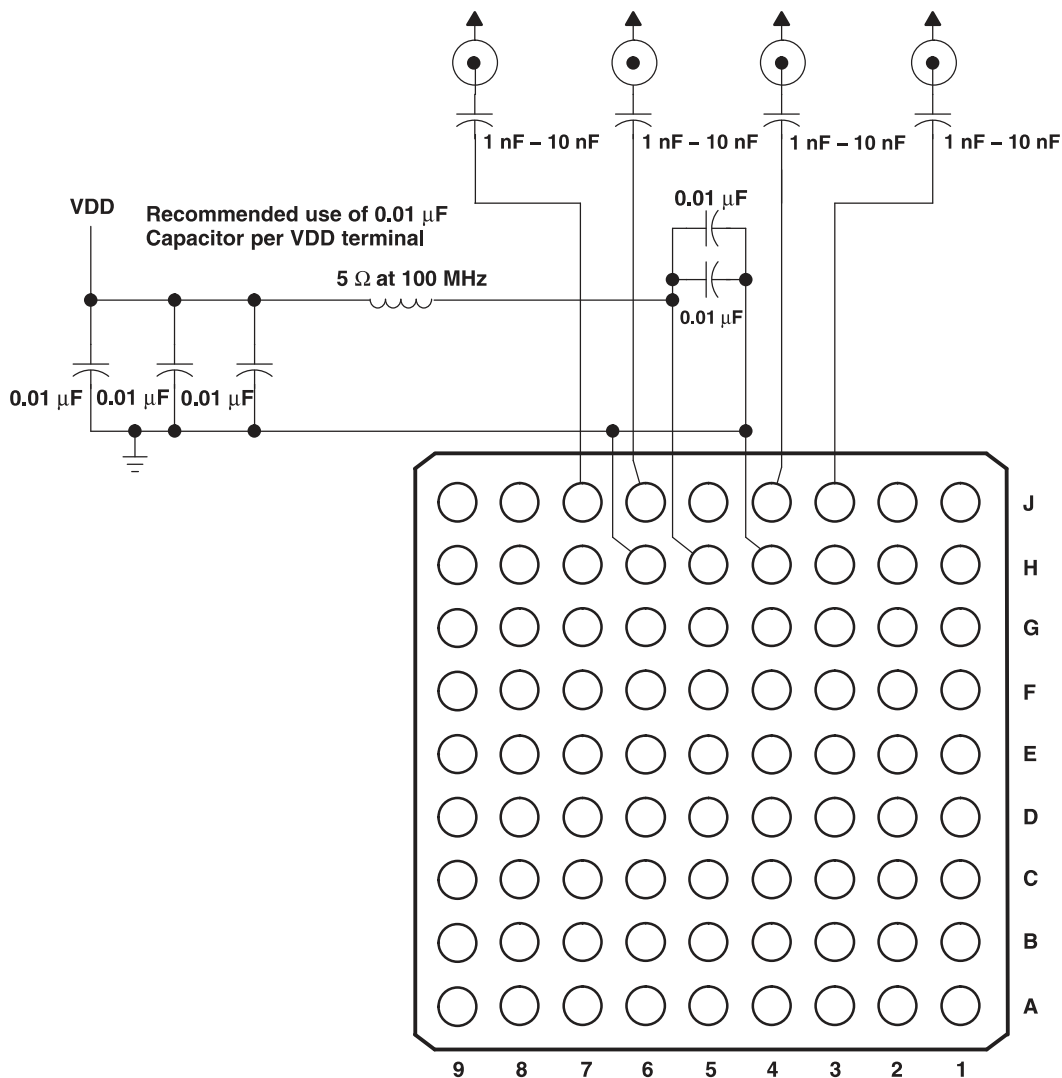 1 nF – 10 nF 1 nF – 10 nF 1 nF – 10 nF 1 nF – 10 nF
VDD
Recommended use of 0.01 μF
Capacitor per VDD terminal
0.01 μF
5 Ω at 100 MHz
0.01 μF
0.01 μF 0.01 μF 0.01 μF
J
H
G
F
E
D
C
B
A
9 8 7 6 5 4 3 2 1